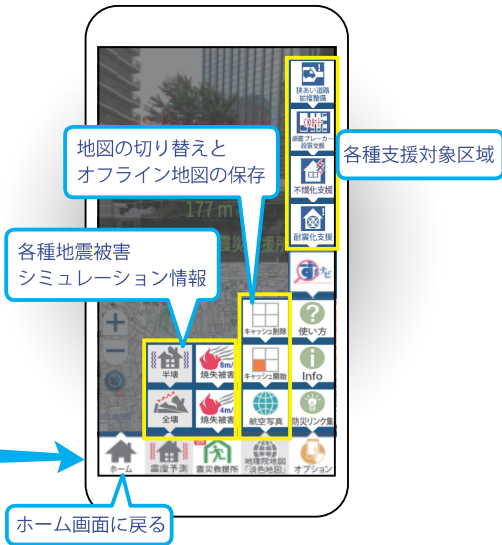 狭あい道路
拡幅整備
感震ブレーカー
設置支援
不燃化支援
耐震化支援
各種支援対象区域
地図の切り替えと
オフライン地図の保存
177 m
各種地震被害
シミュレーション情報
キャッシュ削除
使い方
半壊
焼失被害
8m/
キャッシュ開始
Info
全壊
焼失被害
4m/
航空写真
防災リンク集
ホーム
震度予測
震災救援所
地理院地図
「淡色地図」
オプション
ホーム画面に戻る